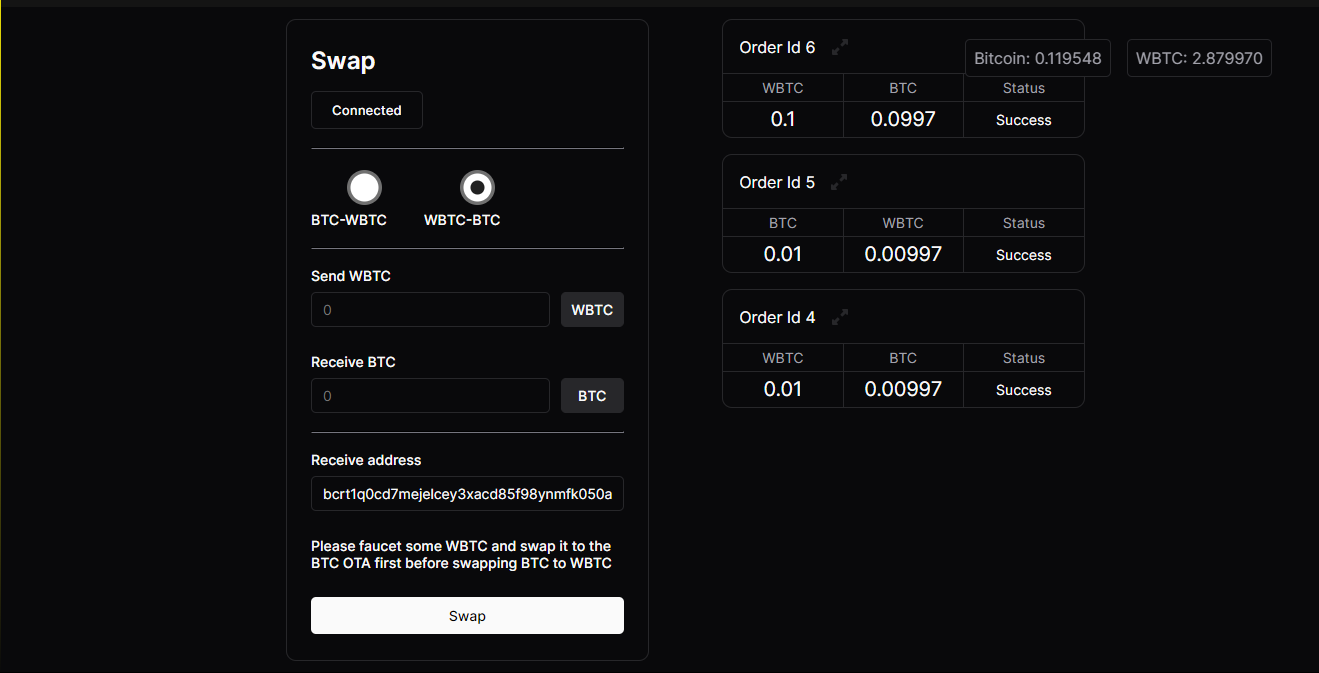 Swap
Connected
BTC-WBTC
WBTC-BTC
Send WBTC
0
WBTC
Receive BTC
0
BTC
Receive address
bcrt1q0cd7mejelcey3xacd85f98ynmfk050a
Please faucet some WBTC and swap it to the
BTC OTA first before swapping BTC to WBTC
Swap
Order Id 6
Bitcoin: 0.119548
WBTC: 2.879970
WBTC BTC Status
0.1 0.0997 Success
Order Id 5
BTC WBTC Status
0.01 0.00997 Success
Order Id 4
WBTC BTC Status
0.01 0.00997 Success